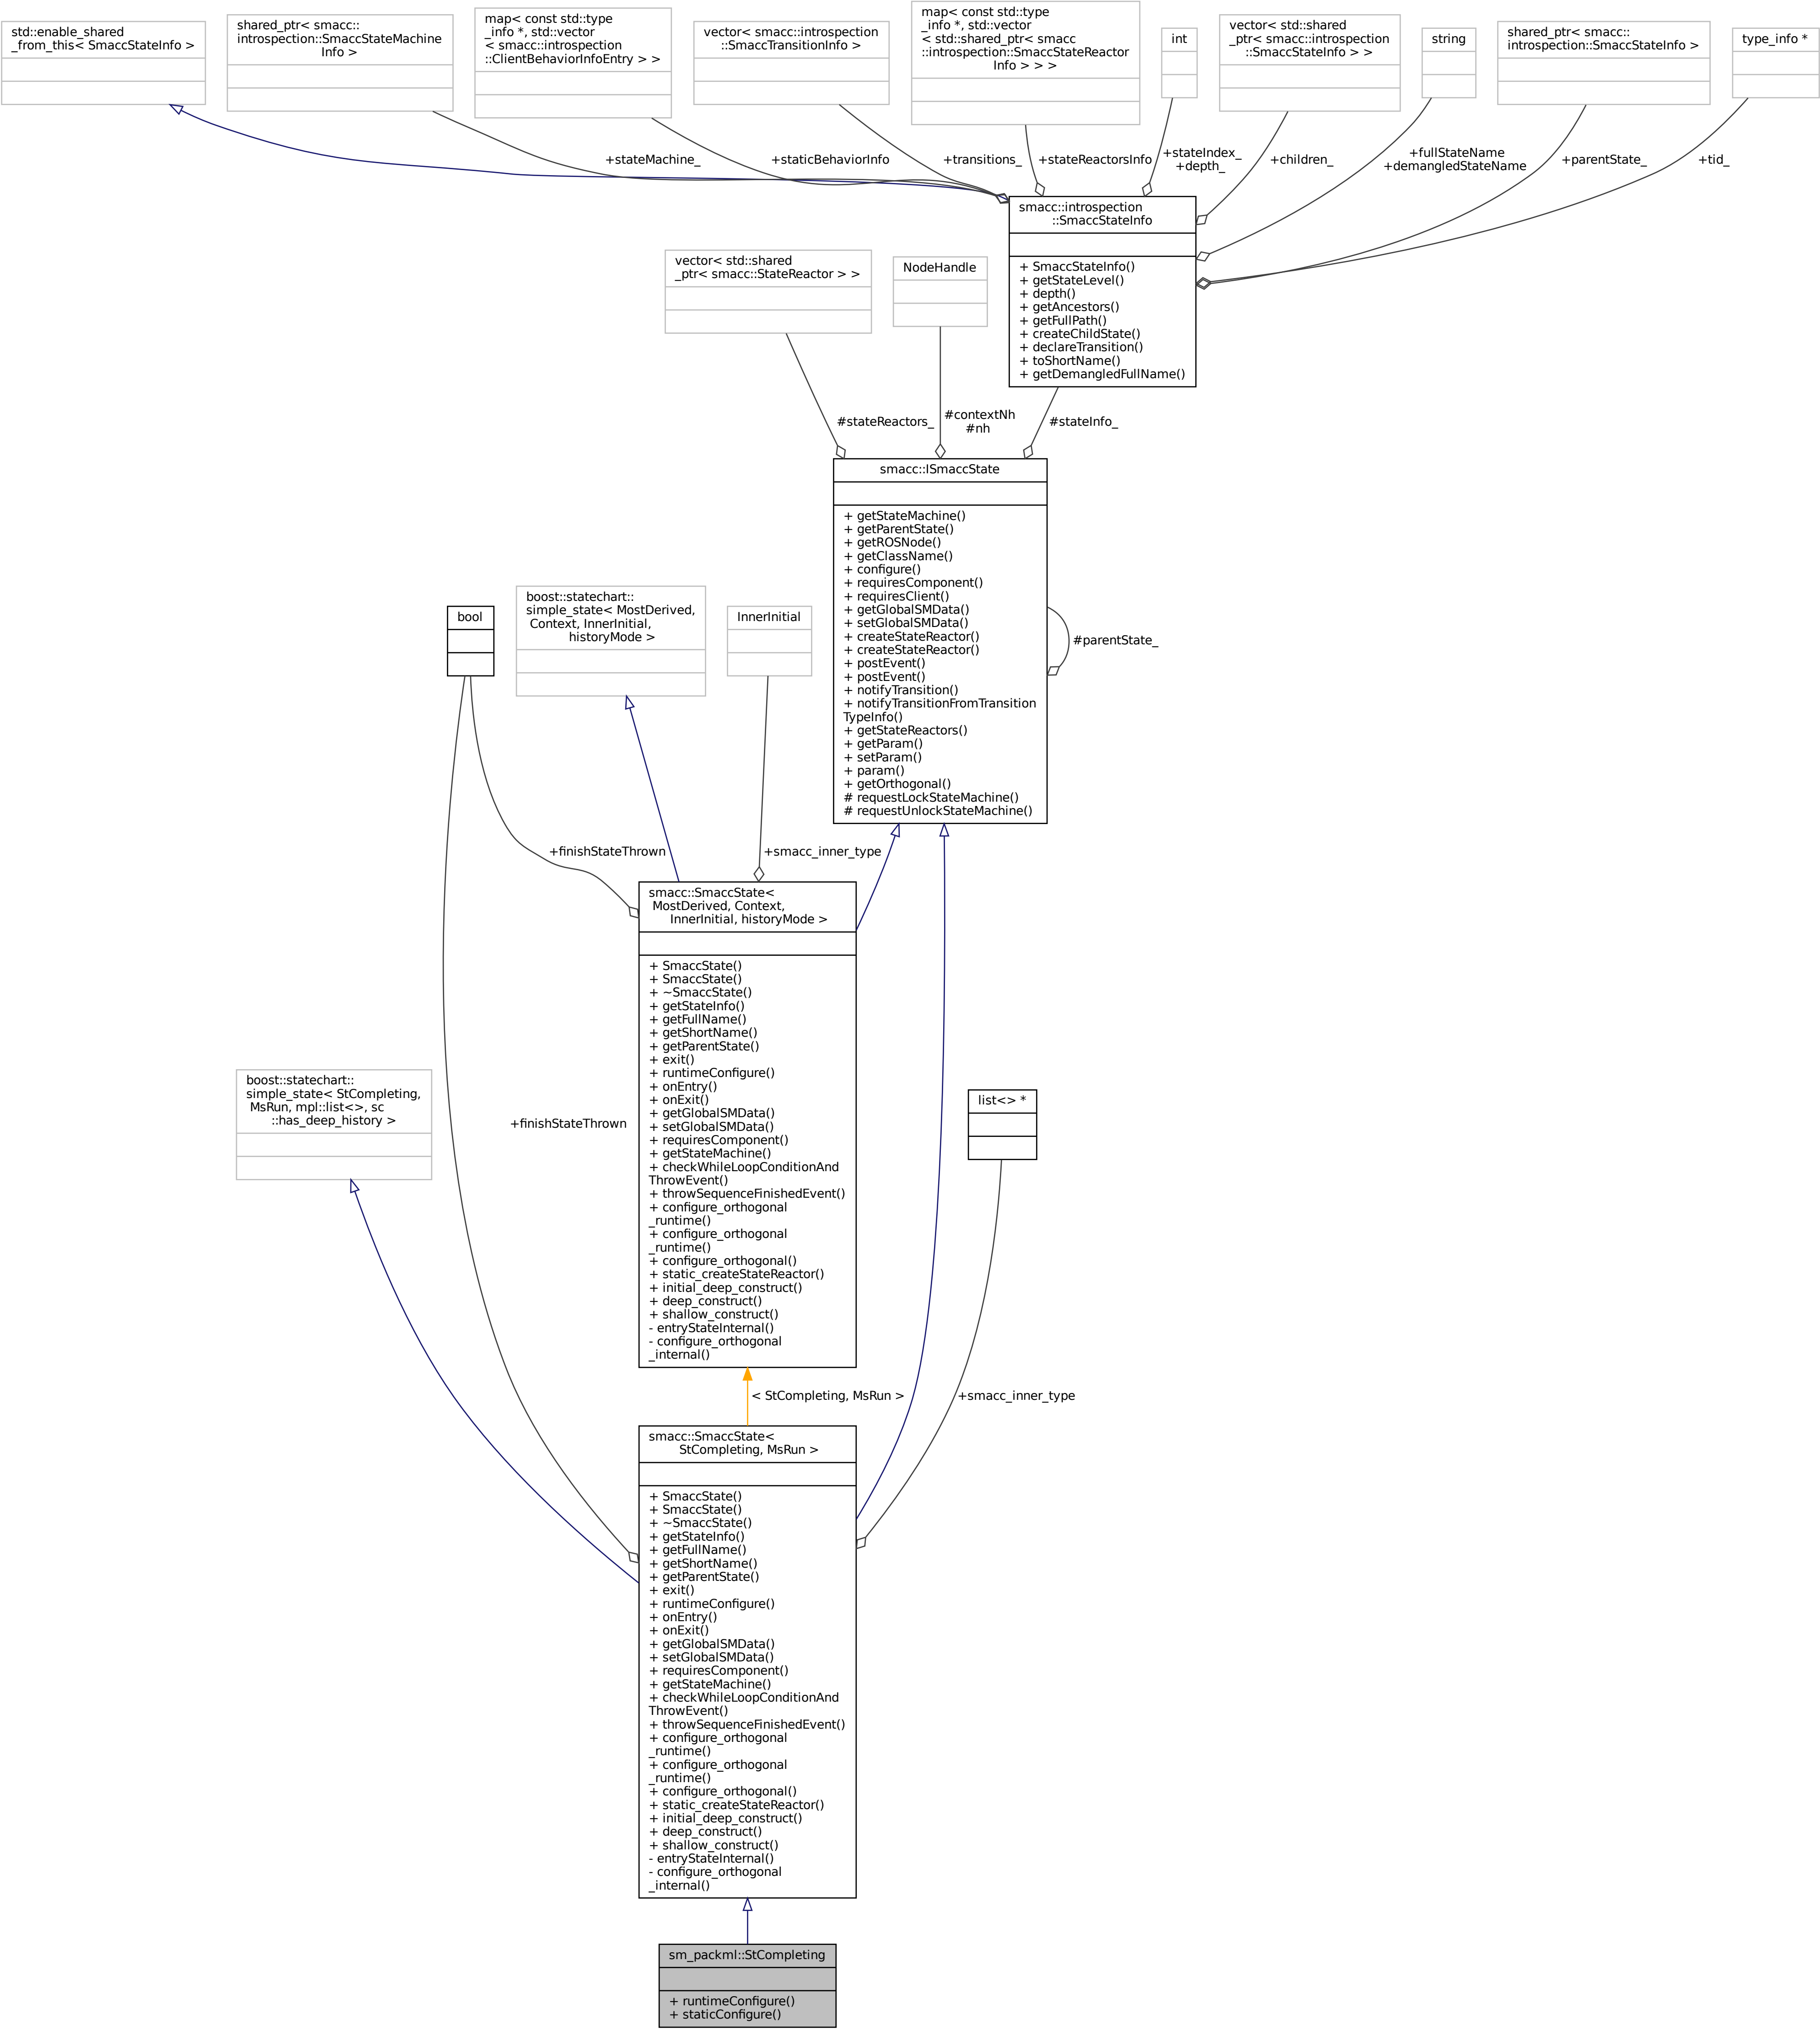 std::enable_shared
_from_this< SmaccStateInfo >
shared_ptr< smacc::
introspection::SmaccStateMachine
Info >
map< const std::type
_info *, std::vector
< smacc::introspection
::ClientBehaviorInfoEntry > >
vector< smacc::introspection
::SmaccTransitionInfo >
map< const std::type
_info *, std::vector
< std::shared_ptr< smacc
::introspection::SmaccStateReactor
Info > > >
int
vector< std::shared
_ptr< smacc::introspection
::SmaccStateInfo > >
string
shared_ptr< smacc::
introspection::SmaccStateInfo >
type_info *
+stateMachine_
+staticBehaviorInfo
+transitions_
+stateReactorsInfo
+stateIndex_
+depth_
+children_
+fullStateName
+demangledStateName
+parentState_
+tid_
smacc::introspection
::SmaccStateInfo
+ SmaccStateInfo()
+ getStateLevel()
+ depth()
+ getAncestors()
+ getFullPath()
+ createChildState()
+ declareTransition()
+ toShortName()
+ getDemangledFullName()
vector< std::shared
_ptr< smacc::StateReactor > >
NodeHandle
#stateReactors_
#contextNh
#nh
#stateInfo_
smacc::ISmaccState
+ getStateMachine()
+ getParentState()
+ getROSNode()
+ getClassName()
+ configure()
+ requiresComponent()
+ requiresClient()
+ getGlobalSMData()
+ setGlobalSMData()
+ createStateReactor()
+ createStateReactor()
+ postEvent()
+ postEvent()
+ notifyTransition()
+ notifyTransitionFromTransition
TypeInfo()
+ getStateReactors()
+ getParam()
+ setParam()
+ param()
+ getOrthogonal()
# requestLockStateMachine()
# requestUnlockStateMachine()
#parentState_
bool
boost::statechart::
simple_state< MostDerived,
Context, InnerInitial,
historyMode >
InnerInitial
+finishStateThrown
+smacc_inner_type
smacc::SmaccState<
MostDerived, Context,
InnerInitial, historyMode >
+ SmaccState()
+ SmaccState()
+ ~SmaccState()
+ getStateInfo()
+ getFullName()
+ getShortName()
+ getParentState()
+ exit()
+ runtimeConfigure()
+ onEntry()
+ onExit()
+ getGlobalSMData()
+ setGlobalSMData()
+ requiresComponent()
+ getStateMachine()
+ checkWhileLoopConditionAnd
ThrowEvent()
+ throwSequenceFinishedEvent()
+ configure_orthogonal
_runtime()
+ configure_orthogonal
_runtime()
+ configure_orthogonal()
+ static_createStateReactor()
+ initial_deep_construct()
+ deep_construct()
+ shallow_construct()
- entryStateInternal()
- configure_orthogonal
_internal()
boost::statechart::
simple_state< StCompleting,
MsRun, mpl::list<>, sc
::has_deep_history >
+finishStateThrown
list<> *
< StCompleting, MsRun >
+smacc_inner_type
smacc::SmaccState<
StCompleting, MsRun >
+ SmaccState()
+ SmaccState()
+ ~SmaccState()
+ getStateInfo()
+ getFullName()
+ getShortName()
+ getParentState()
+ exit()
+ runtimeConfigure()
+ onEntry()
+ onExit()
+ getGlobalSMData()
+ setGlobalSMData()
+ requiresComponent()
+ getStateMachine()
+ checkWhileLoopConditionAnd
ThrowEvent()
+ throwSequenceFinishedEvent()
+ configure_orthogonal
_runtime()
+ configure_orthogonal
_runtime()
+ configure_orthogonal()
+ static_createStateReactor()
+ initial_deep_construct()
+ deep_construct()
+ shallow_construct()
- entryStateInternal()
- configure_orthogonal
_internal()
sm_packml::StCompleting
+ runtimeConfigure()
+ staticConfigure()